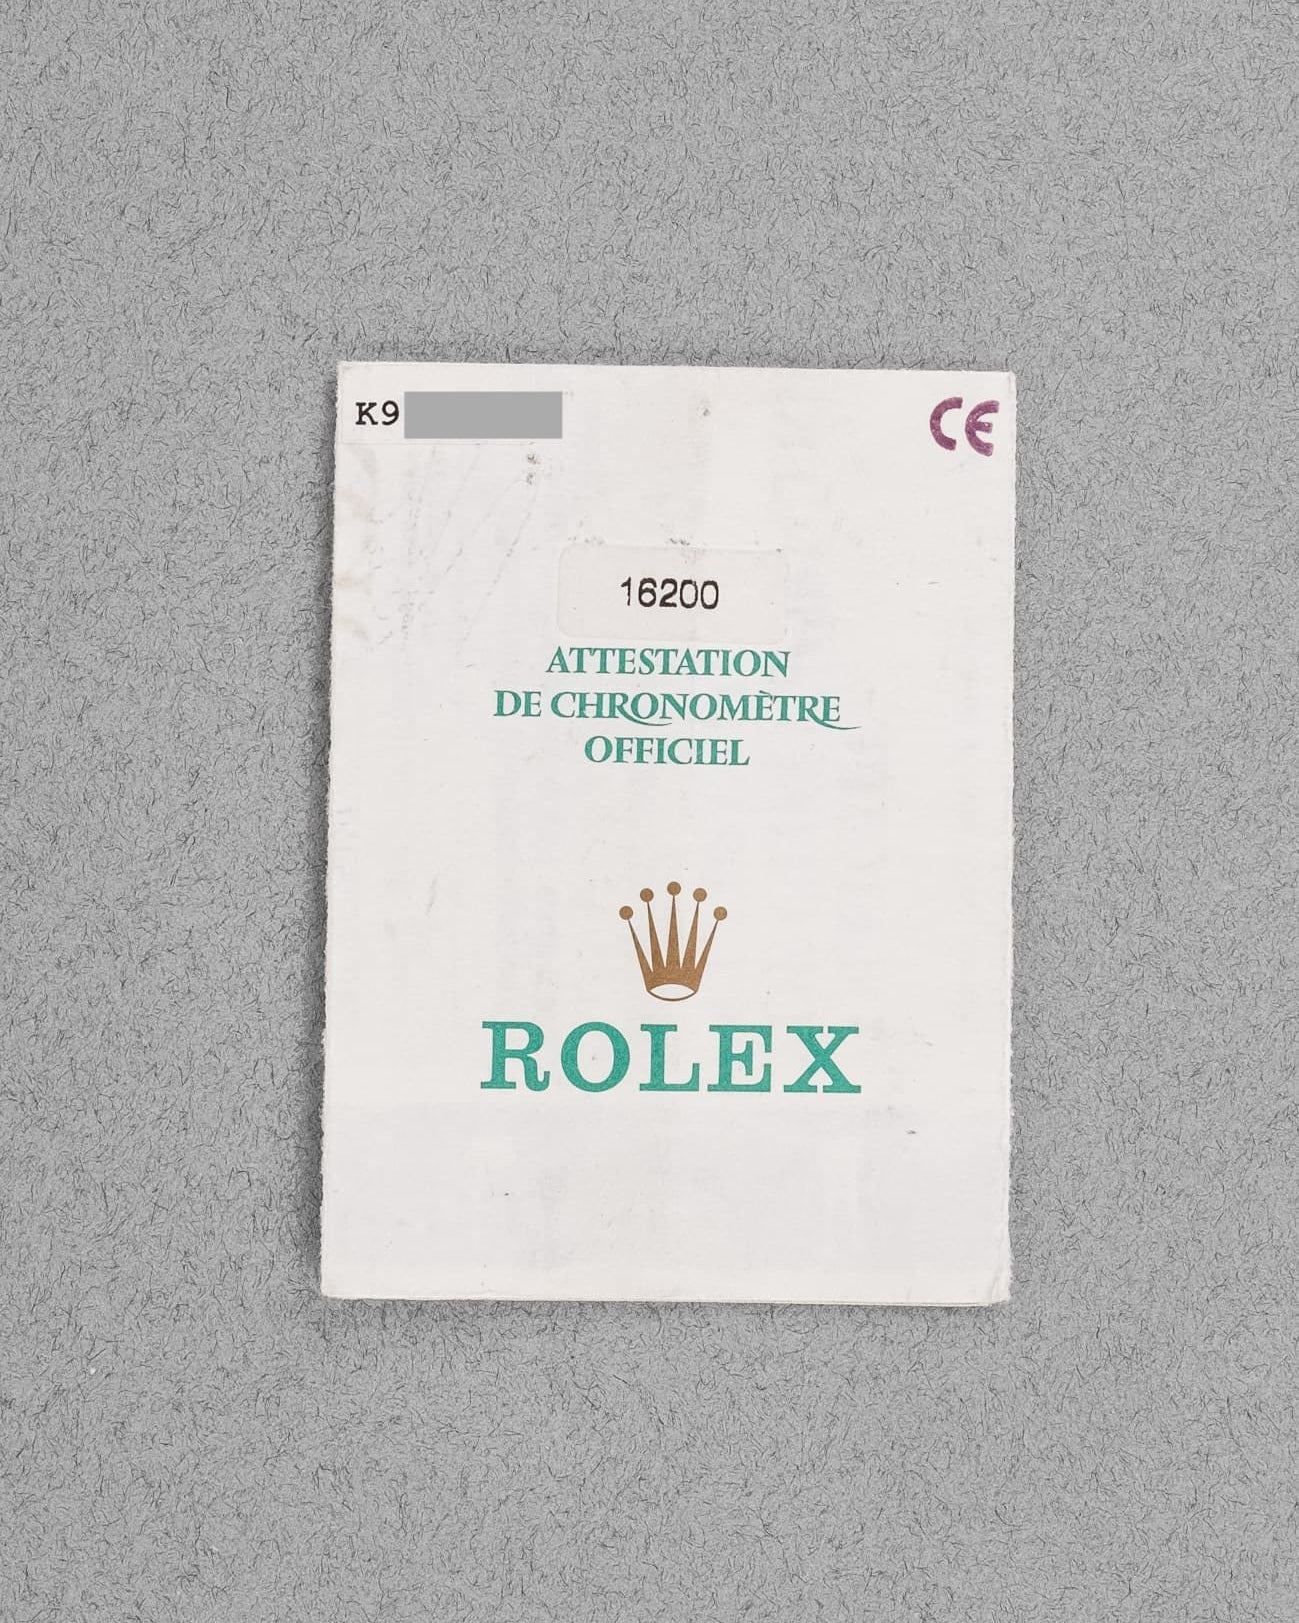 K9
CE
16200
ATTESTATION
DE CHRONOMÈTRE
OFFICIEL
ROLEX